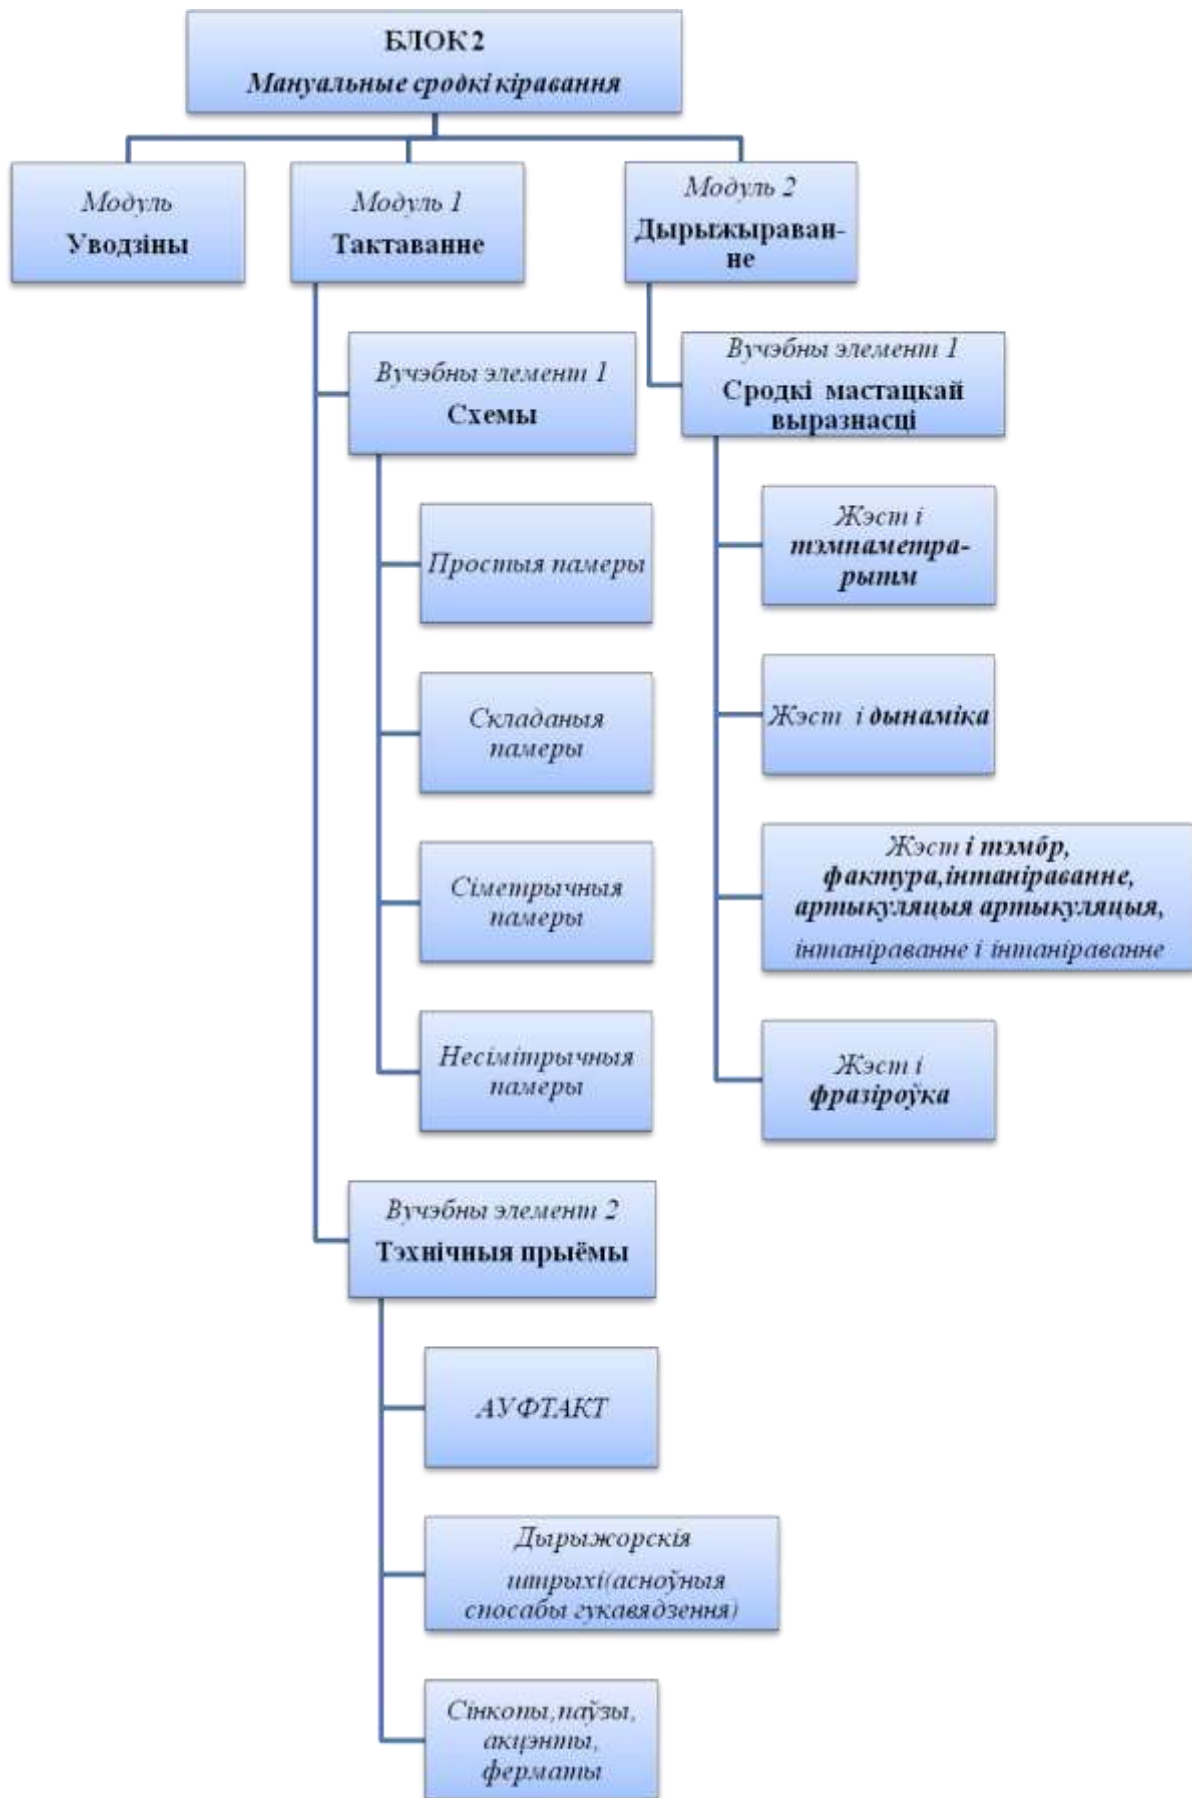 БЛОК 2
Мануальные сродкі кіравання
Модуль
Уводзіны
Модуль 1
Тактаванне
Модуль 2
Дырыжыраван-
не
Вучэбны элемент 1
Схемы
Простыя памеры
Складаныя
памеры
Сіметрычныя
памеры
Несімітрычныя
памеры
Вучэбны элемент 2
Тэхнічныя прыёмы
АУФТАКТ
Дырыжорскія
штрыхі(асноўныя
спосабы гукавядзення)
Сінкопы,паўзы,
акцэнты,
ферматы
Вучэбны элемент 1
Сродкі мастацкай
выразнасці
Жэст і
тэмпаметра-
рытм
Жэст і дынаміка
Жэст і тэмбр,
фактура,інтаніраванне,
артыкуляцыя артыкуляцыя,
інтаніраванне і інтаніраванне
Жэст і
фразіроўка